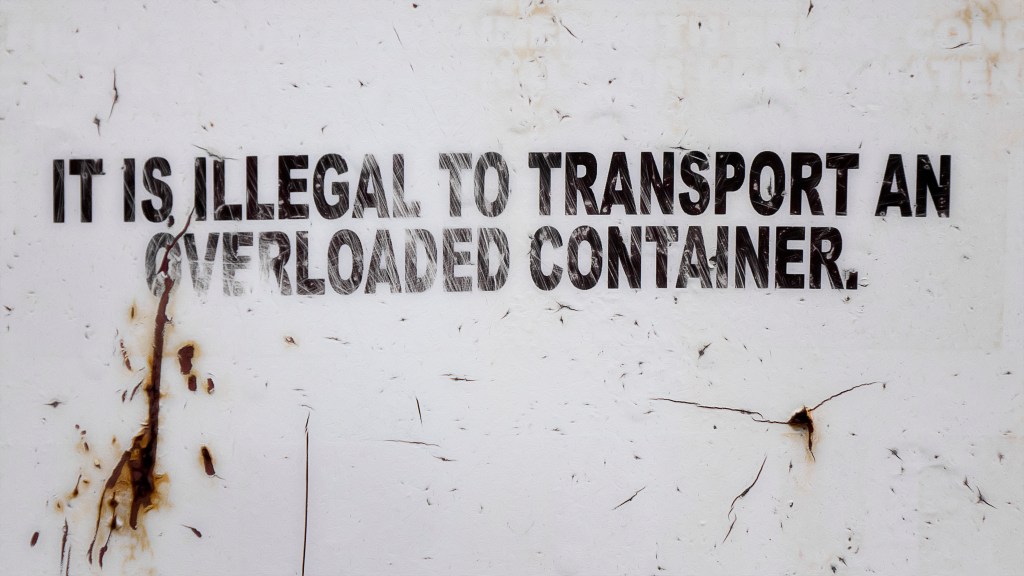 IT IS ILLEGAL TO TRANSPORT AN
OVERLOADED CONTAINER.